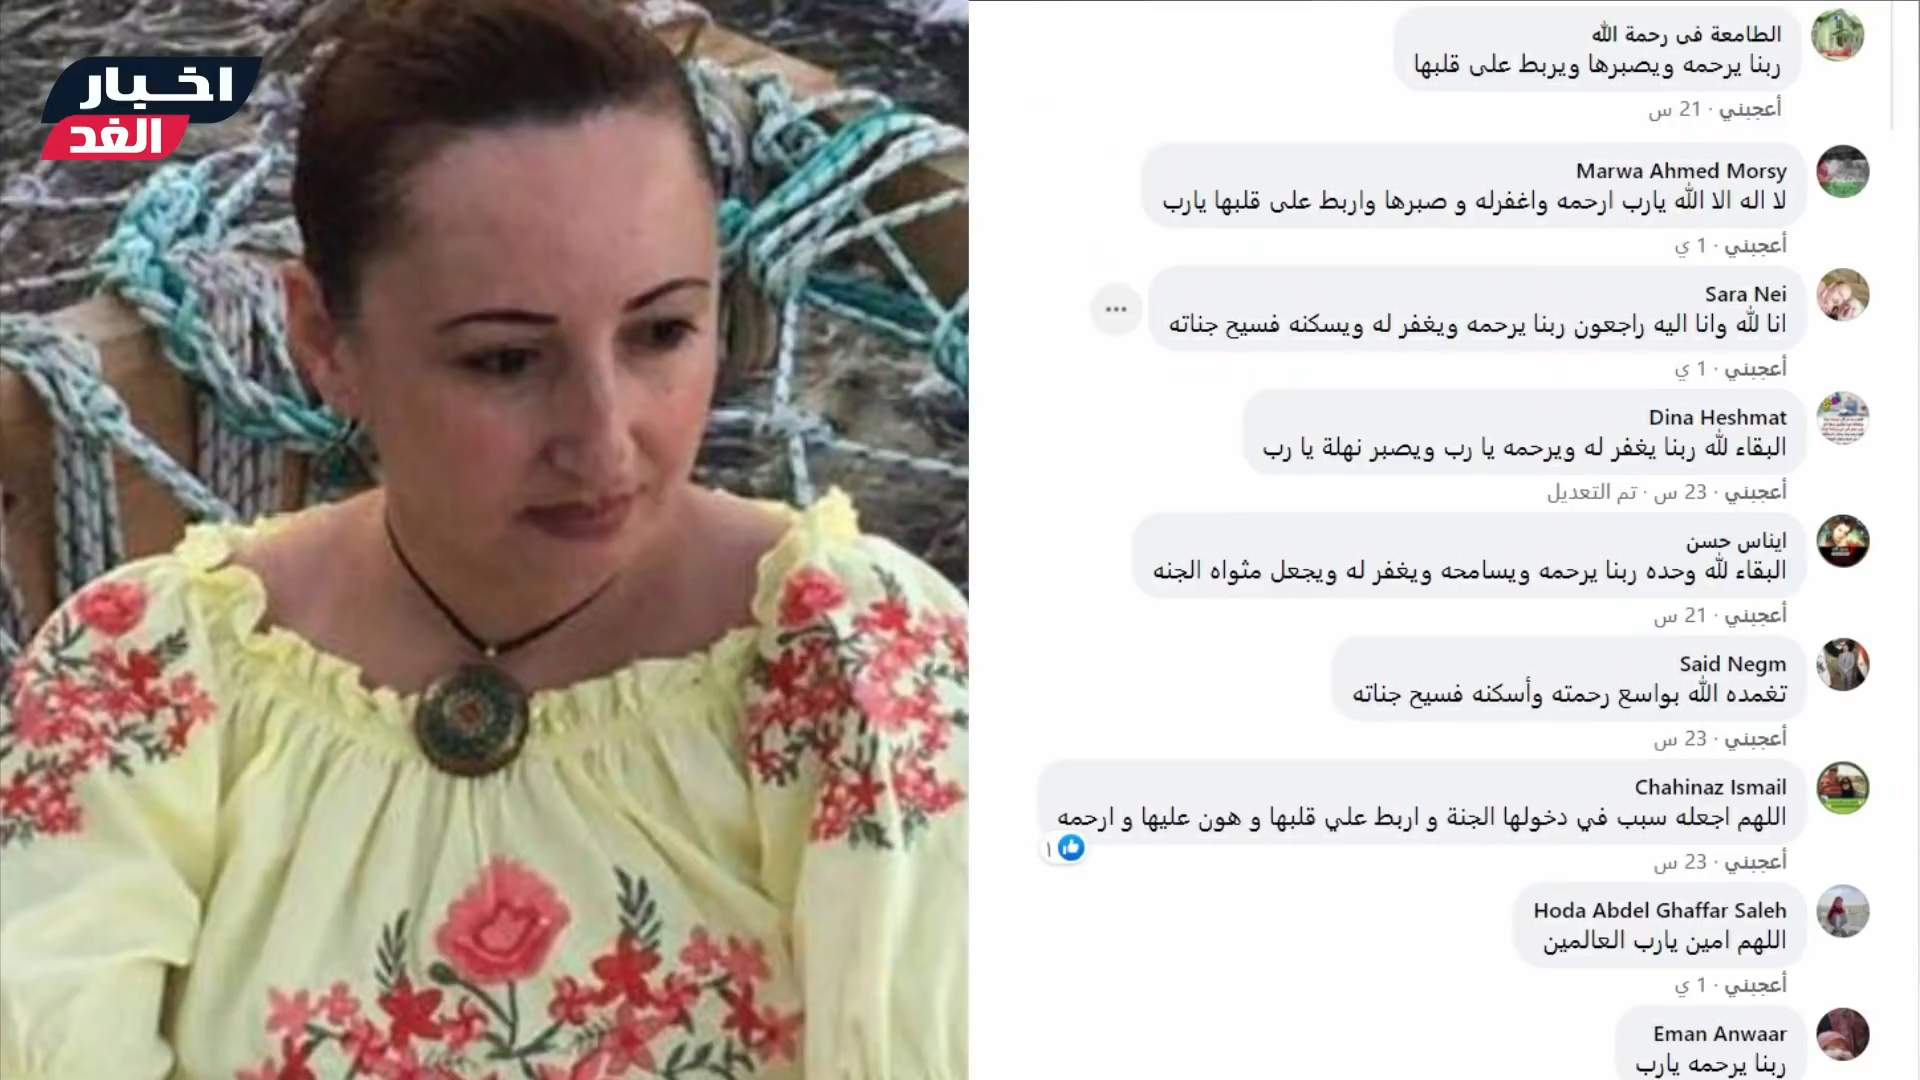 اخبار
الغد
الطامعة فى رحمة الله
ربنا يرحمه ويصبرها ويربط على قلبها
أعجبني · 21 س
Marwa Ahmed Morsy
لا اله الا الله يارب ارحمه واغفرله و صبرها واربط على قلبها يارب
أعجبني · 1 ي
Sara Nei
انا لله وانا اليه راجعون ربنا يرحمه ويغفر له ويسكنه فسيح جناته
أعجبني · 1 ي
Dina Heshmat
البقاء لله ربنا يغفر له ويرحمه يا رب ويصبر نهلة يا رب
أعجبني · 23 س · تم التعديل
ايناس حسن
البقاء لله وحده ربنا يرحمه ويسامحه ويغفر له ويجعل مثواه الجنه
أعجبني · 21 س
Said Negm
تغمده الله بواسع رحمته وأسكنه فسيح جناته
أعجبني · 23 س
Chahinaz Ismail
اللهم اجعله سبب في دخولها الجنة و اربط علي قلبها و هون عليها و ارحمه
١
أعجبني · 23 س
Hoda Abdel Ghaffar Saleh
اللهم امين يارب العالمين
أعجبني · 1 ي
Eman Anwaar
ربنا يرحمه يارب